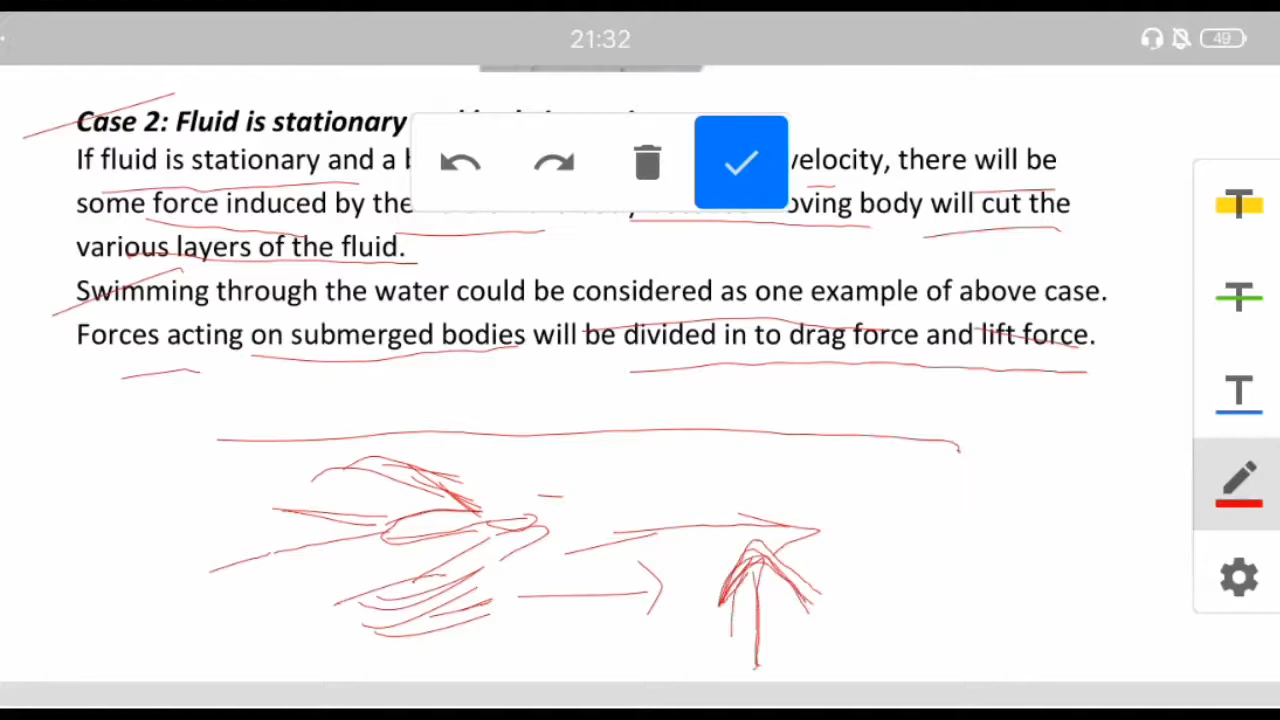 21:32
49
Case 2: Fluid is stationary
If fluid is stationary and a velocity, there will be
some force induced by the body will cut the
various layers of the fluid.
Swimming through the water could be considered as one example of above case.
Forces acting on submerged bodies will be divided in to drag force and lift force.
T
T
T